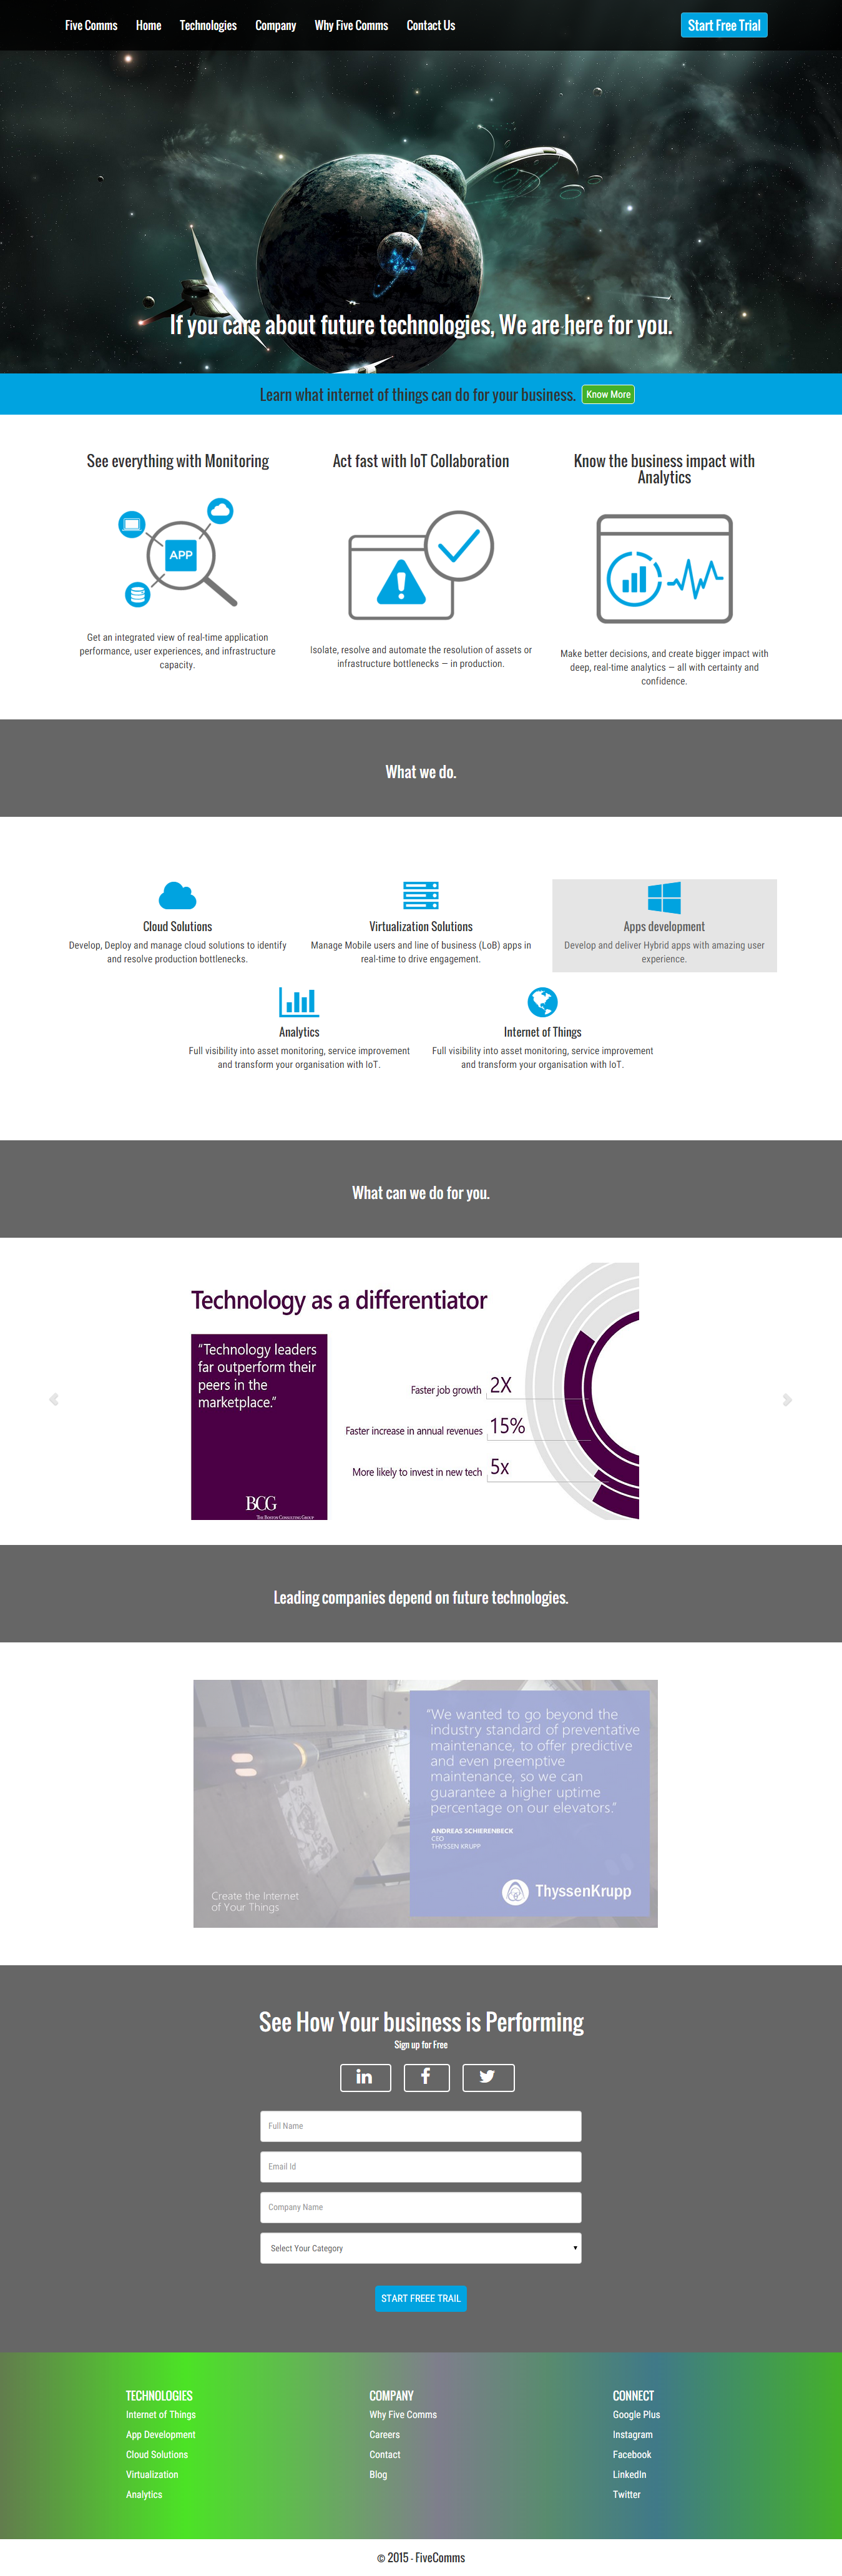 Five Comms Home Technologies Company Why Five Comms Contact Us Start Free Trial
If you care about future technologies, We are here for you.
Learn what internet of things can do for your business. Know More
See everything with Monitoring
APP
Get an integrated view of real-time application
performance, user experiences, and infrastructure
capacity.
Act fast with IoT Collaboration
Isolate, resolve and automate the resolution of assets or
infrastructure bottlenecks — in production.
Know the business impact with
Analytics
Make better decisions, and create bigger impact with
deep, real-time analytics — all with certainty and
confidence.
What we do.
Cloud Solutions
Develop, Deploy and manage cloud solutions to identify
and resolve production bottlenecks.
Virtualization Solutions
Manage Mobile users and line of business (LoB) apps in
real-time to drive engagement.
Apps development
Develop and deliver Hybrid apps with amazing user
experience.
Analytics
Full visibility into asset monitoring, service improvement
and transform your organisation with IoT.
Internet of Things
Full visibility into asset monitoring, service improvement
and transform your organisation with IoT.
What can we do for you.
Technology as a differentiator
“Technology leaders
far outperform their
peers in the
marketplace.”
BCG
The Boston Consulting Group
Faster job growth 2X
Faster increase in annual revenues 15%
More likely to invest in new tech 5x
Leading companies depend on future technologies.
“We wanted to go beyond the
industry standard of preventative
maintenance, to offer predictive
and even preemptive
maintenance, so we can
guarantee a higher uptime
percentage on our elevators.”
ANDREAS SCHIERENBECK
CEO
THYSSEN KRUPP
ThyssenKrupp
Create the Internet
of Your Things
See How Your business is Performing
Sign up for Free
Full Name
Email Id
Company Name
Select Your Category
START FREEE TRAIL
TECHNOLOGIES
Internet of Things
App Development
Cloud Solutions
Virtualization
Analytics
COMPANY
Why Five Comms
Careers
Contact
Blog
CONNECT
Google Plus
Instagram
Facebook
LinkedIn
Twitter
© 2015 - FiveComms